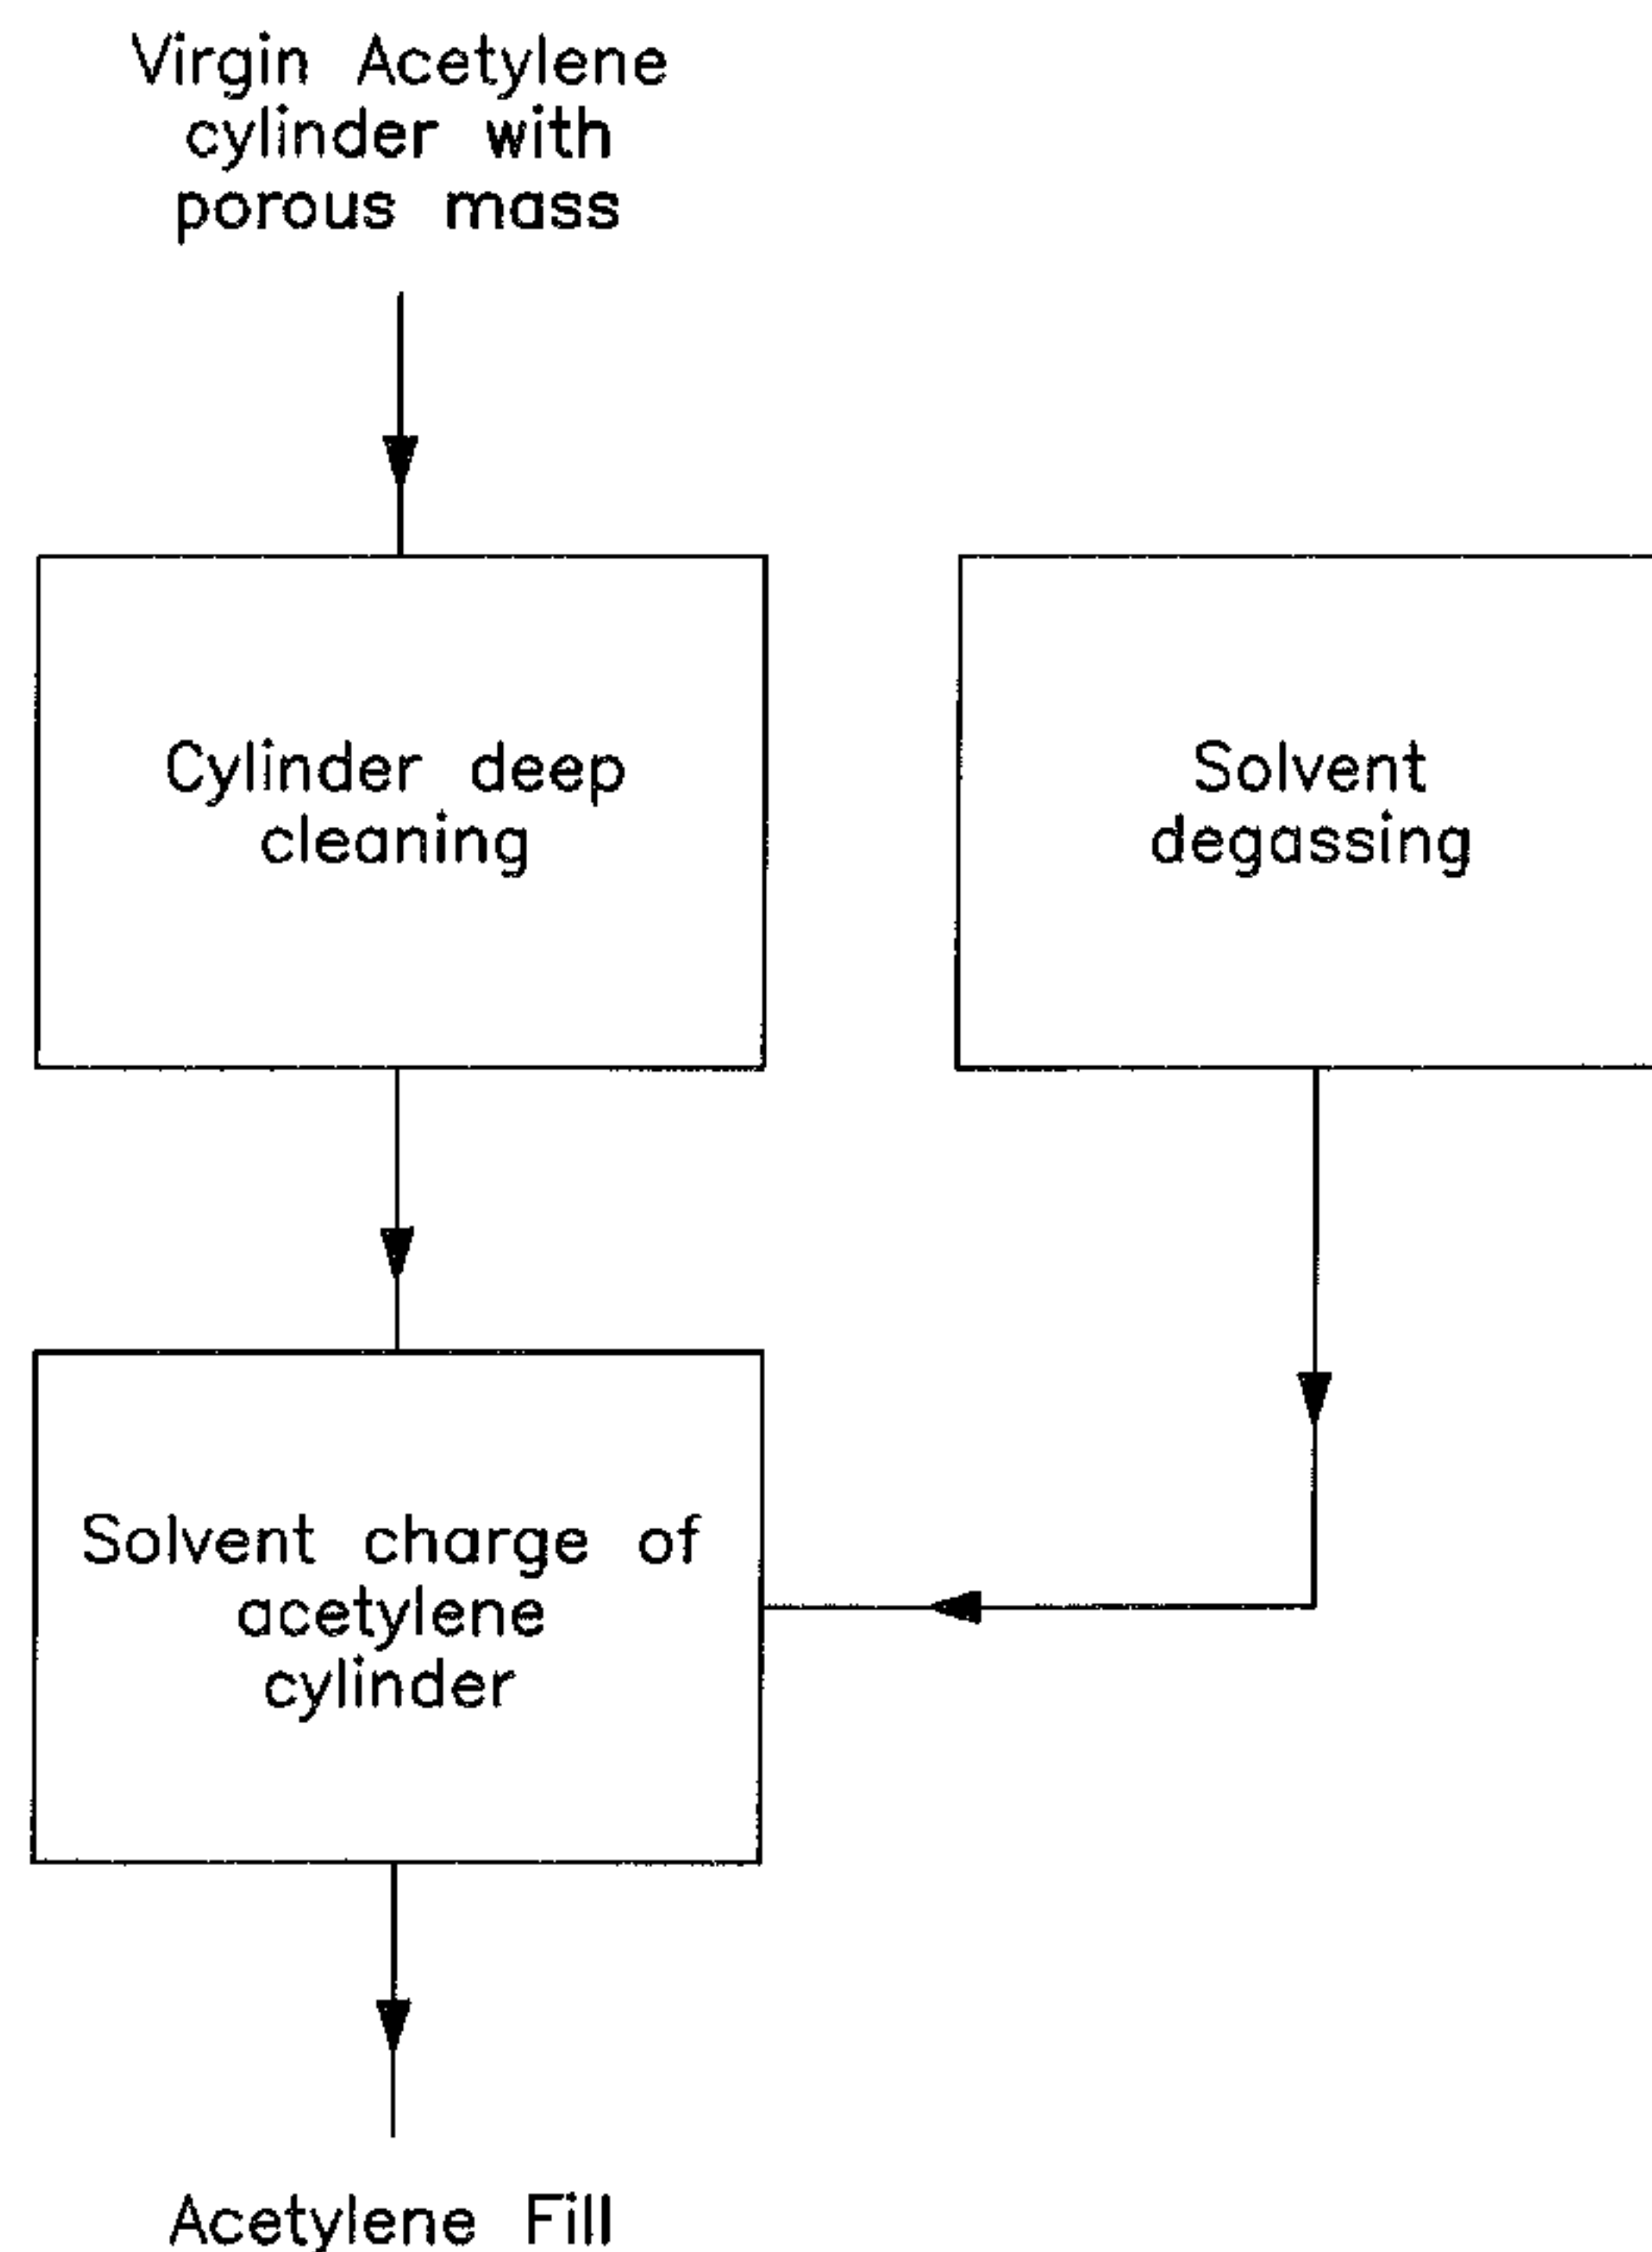 Virgin Acetylene
cylinder with
porous mass
Cylinder deep
cleaning
Solvent
degassing
Solvent charge of
acetylene
cylinder
Acetylene Fill